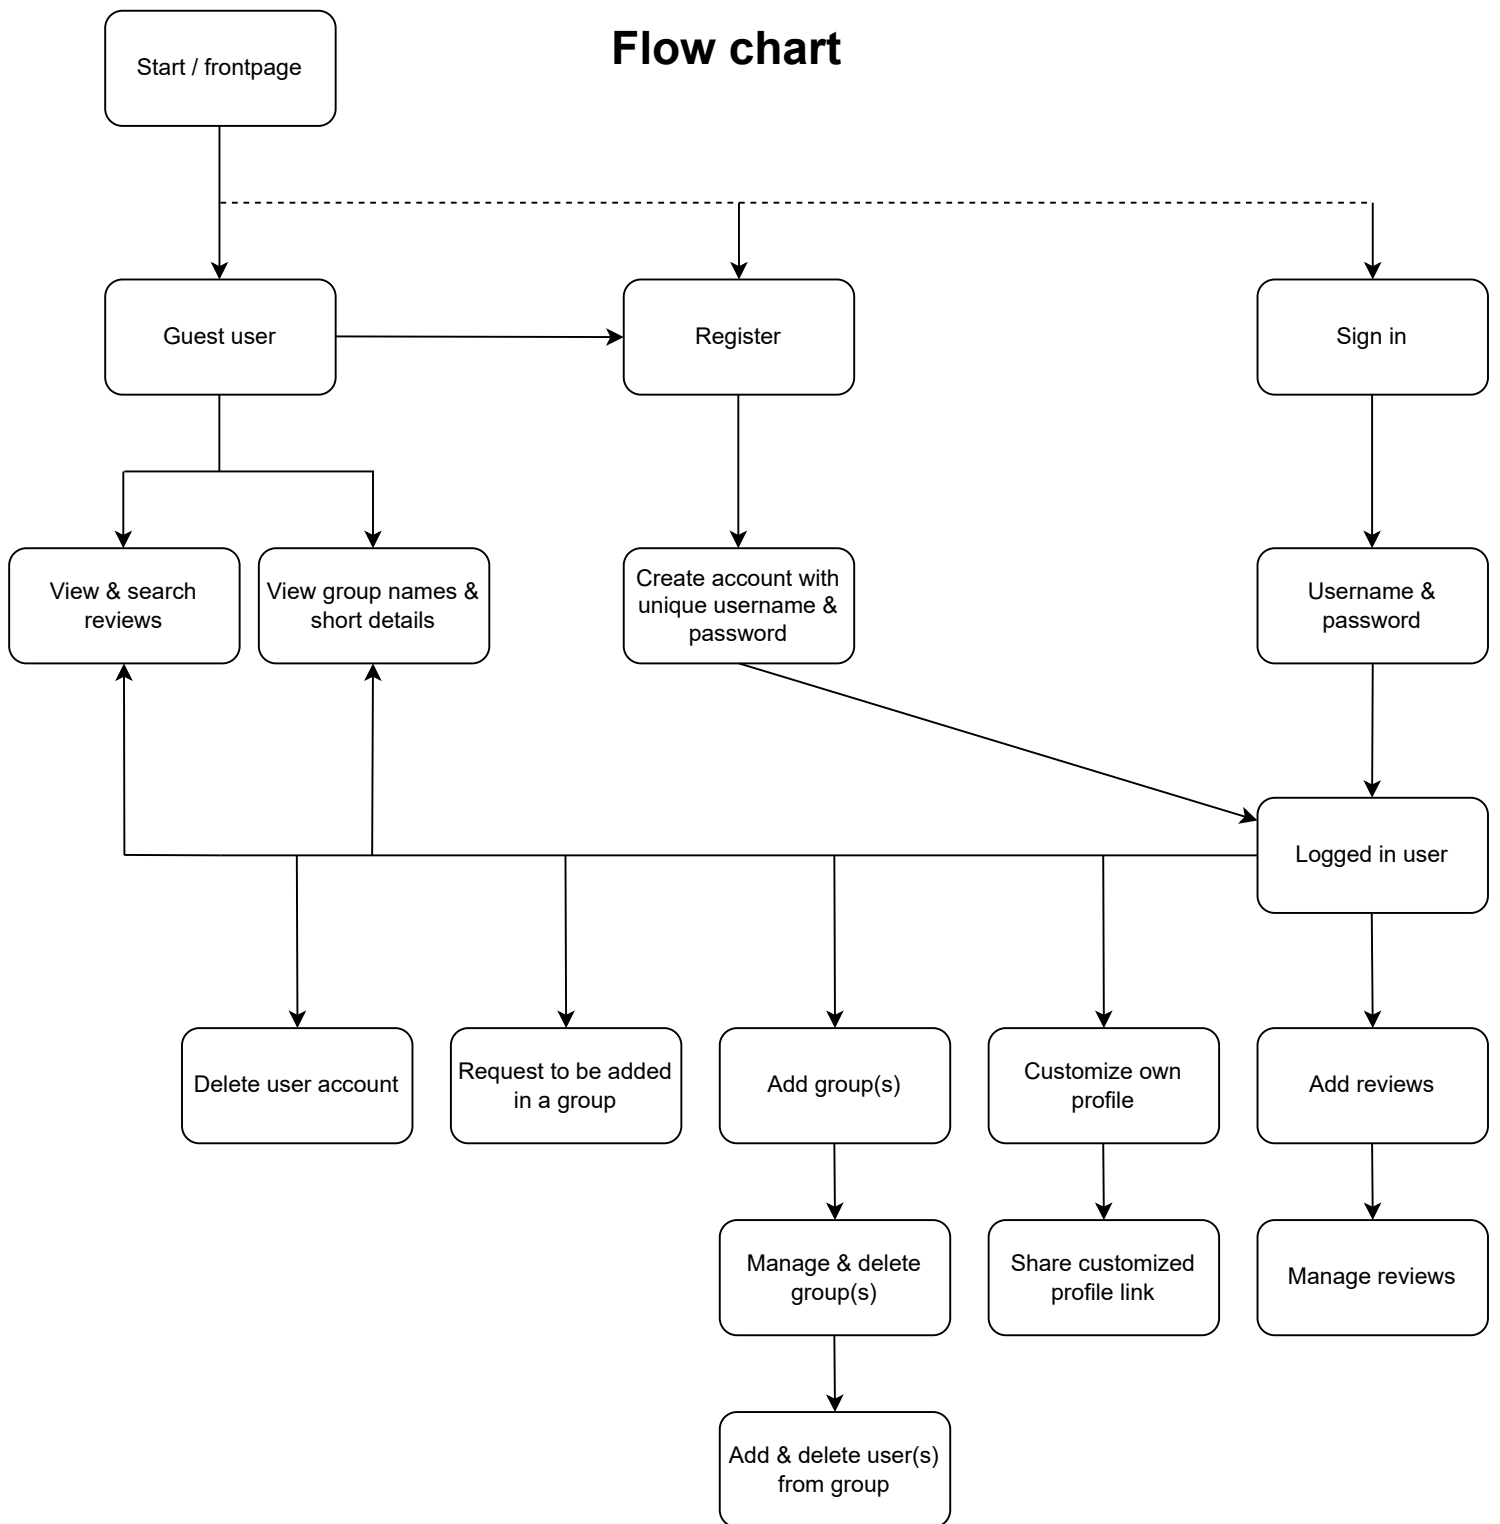 Flow chart
Start / frontpage
Guest user
Register
Sign in
View & search
reviews
View group names &
short details
Create account with
unique username &
password
Username &
password
Logged in user
Delete user account
Request to be added
in a group
Add group(s)
Customize own
profile
Add reviews
Manage & delete
group(s)
Share customized
profile link
Manage reviews
Add & delete user(s)
from group